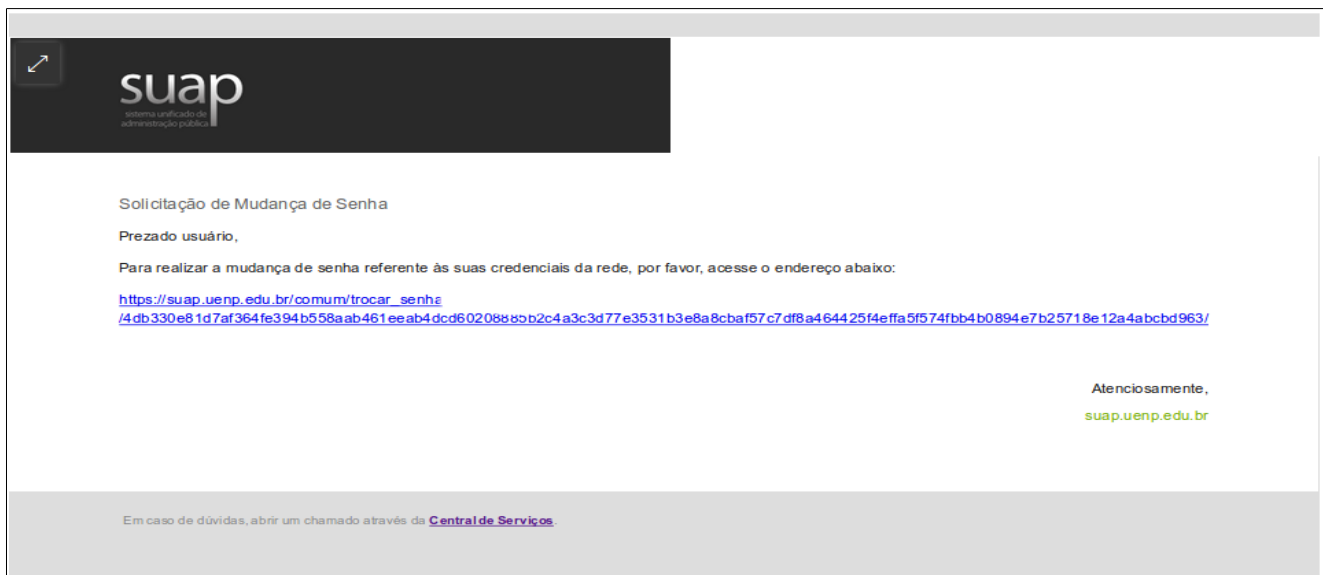 suap
sistema unificado de
administração pública
Solicitação de Mudança de Senha
Prezado usuário,
Para realizar a mudança de senha referente às suas credenciais da rede, por favor, acesse o endereço abaixo:
https://suap.uenp.edu.br/comum/trocar_senha
/4db330e81d7af364fe394b558aab461eeab4dcd60208885b2c4a3c3d77e3531b3e8a8cbaf57c7df8a464425f4effa5f574fbb4b0894e7b25718e12a4abcbd963/
Atenciosamente,
suap.uenp.edu.br
Em caso de dúvidas, abrir um chamado através da Central de Serviços.